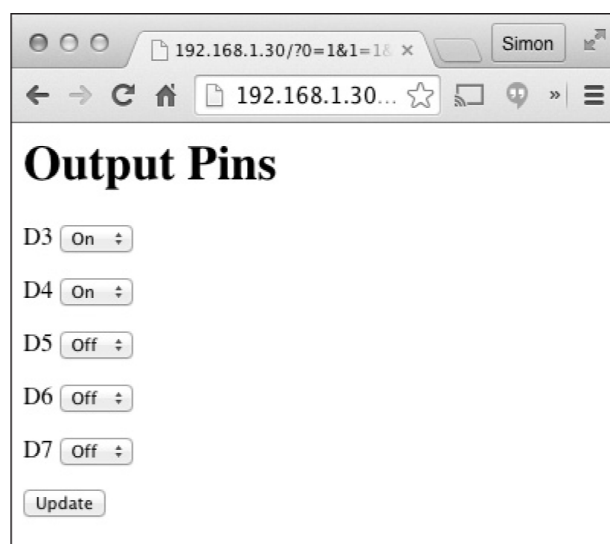 192.168.1.30/?0=1&1=1&
Simon
192.168.1.30...
Output Pins
D3 On
D4 On
D5 Off
D6 Off
D7 Off
Update